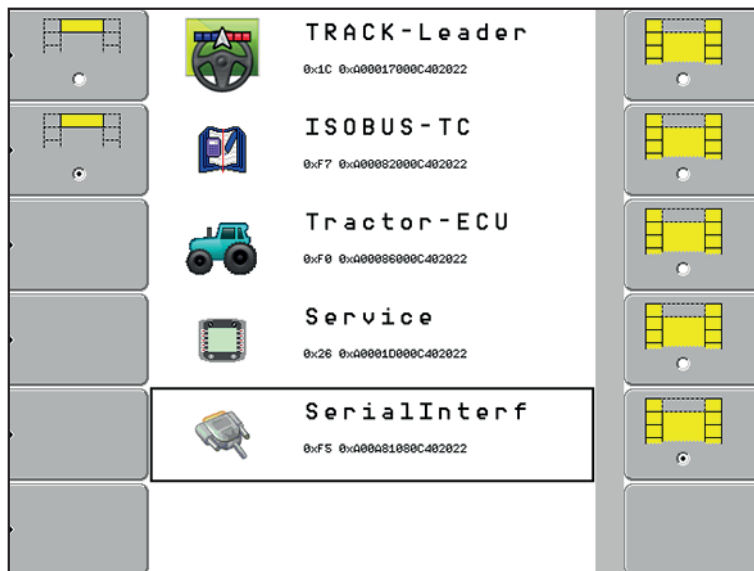 TRACK-Leader
0x1C 0xA00017000C402022
ISOBUS-TC
0xF7 0xA00082000C402022
Tractor-ECU
0xF0 0xA00086000C402022
Service
0x26 0xA0001D000C402022
SerialInterf
0xF5 0xA00A81080C402022